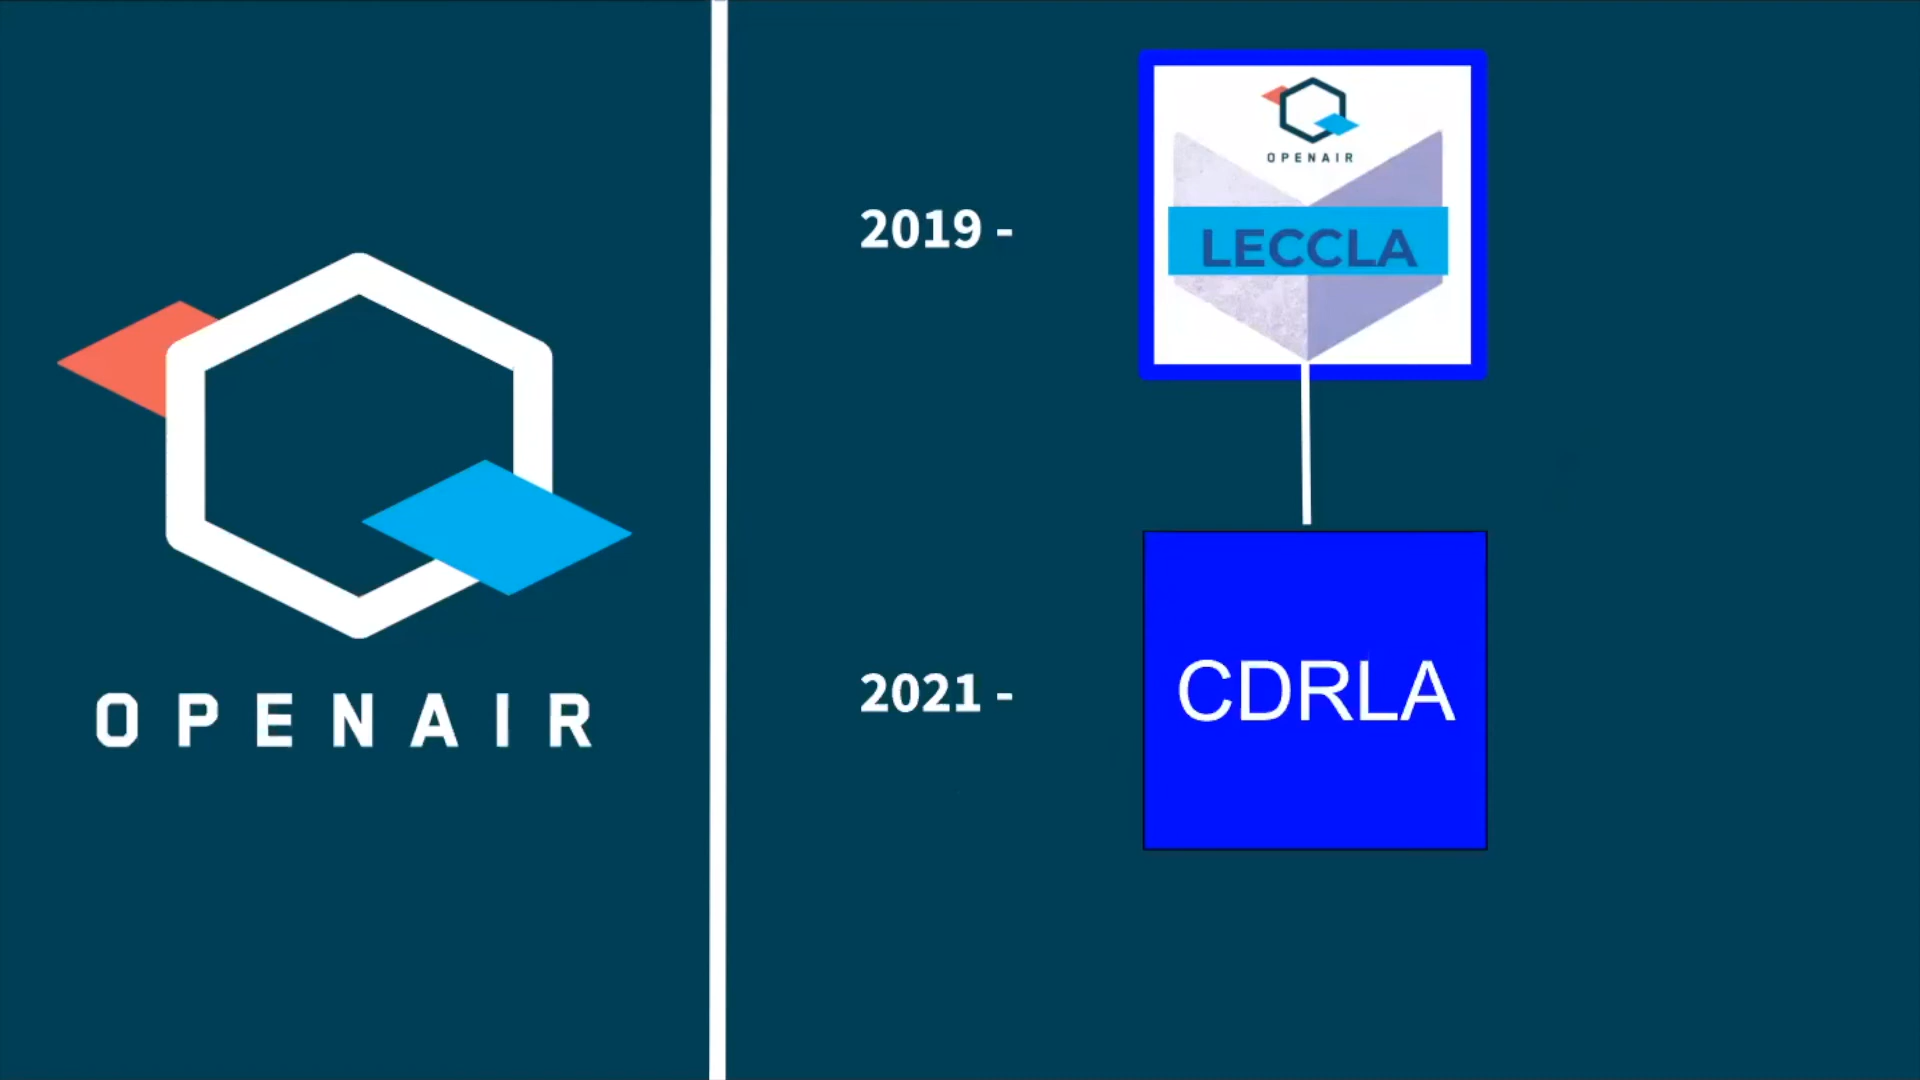 OPENAIR
2019 -
OPENAIR
LECCLA
2021 -
CDRLA